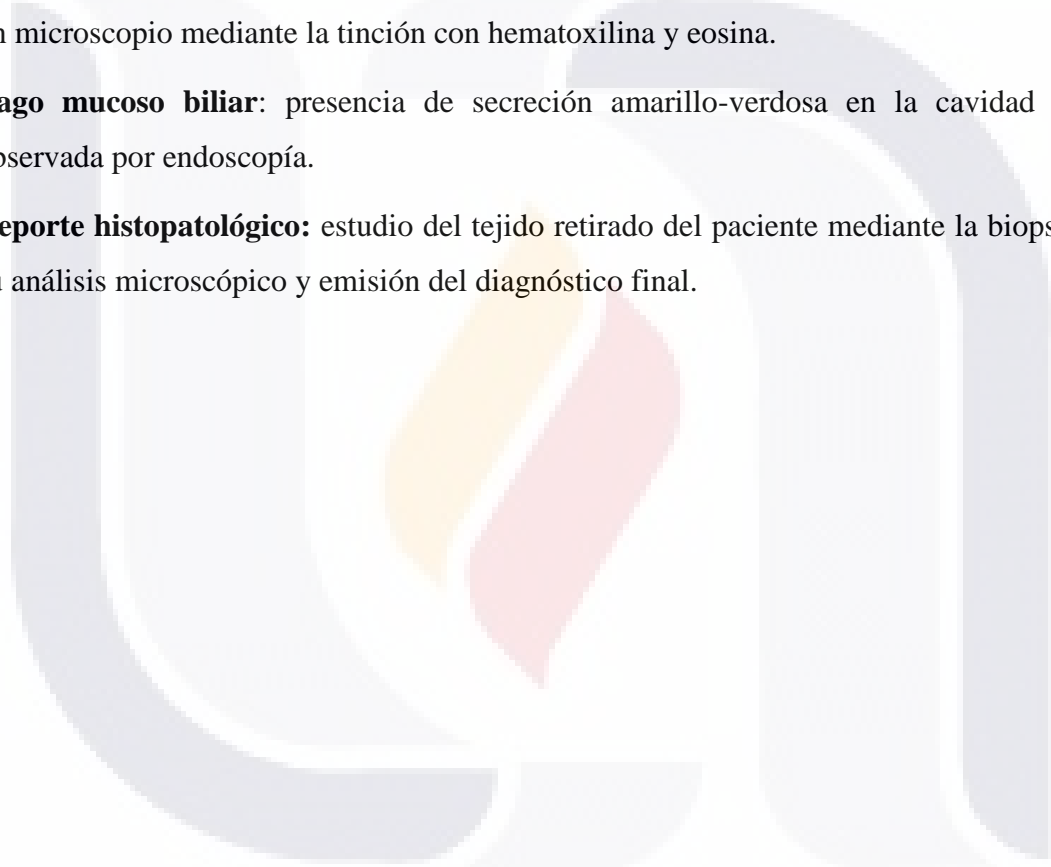 n microscopio mediante la tinción con hematoxilina y eosina.
ago mucoso biliar: presencia de secreción amarillo-verdosa en la cavidad
bservada por endoscopía.
eporte histopatológico: estudio del tejido retirado del paciente mediante la biops
u análisis microscópico y emisión del diagnóstico final.